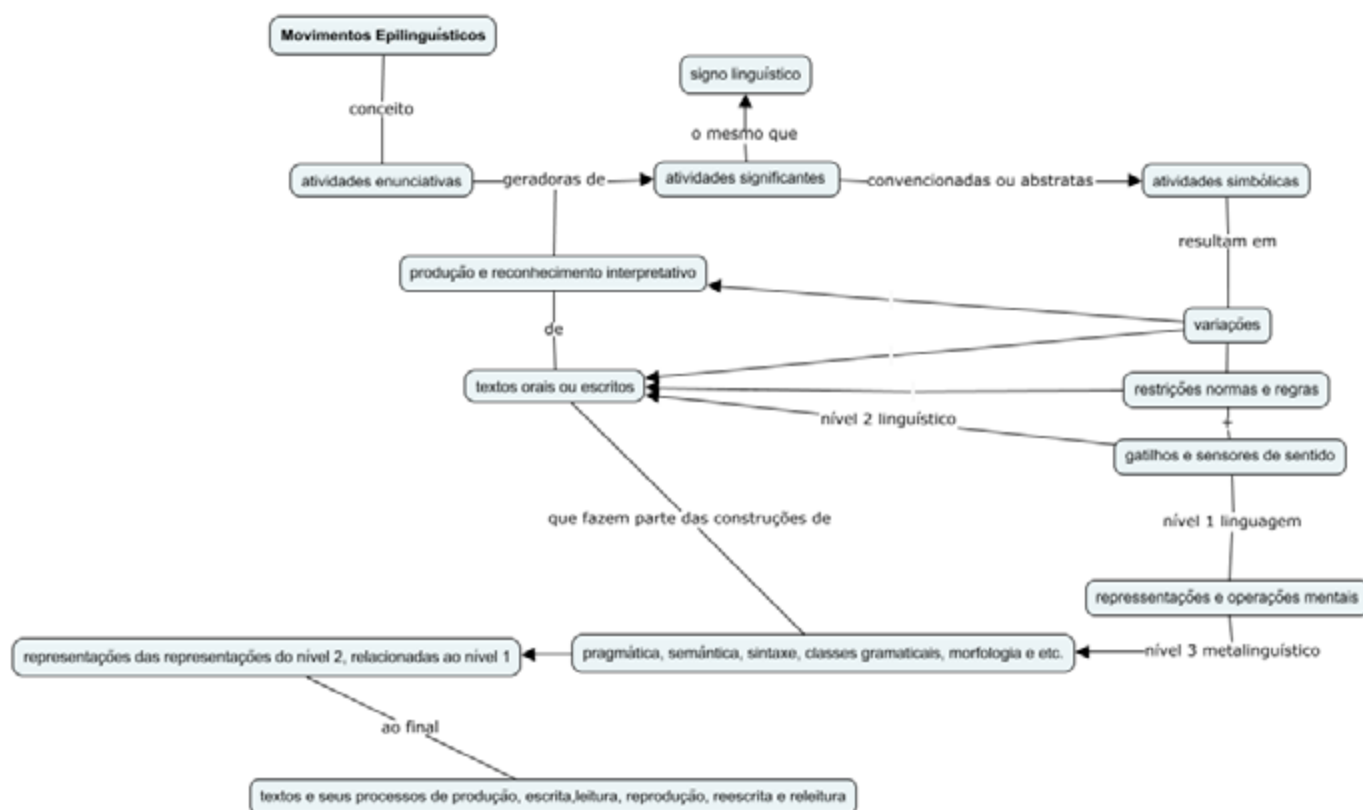 Movimentos Epilinguísticos
signo linguístico
conceito
o mesmo que
atividades enunciativas
geradoras de
atividades significantes
convencionadas ou abstratas
atividades simbólicas
resultam em
produção e reconhecimento interpretativo
variações
de
textos orais ou escritos
restrições normas e regras
nível 2 linguístico
+
gatilhos e sensores de sentido
que fazem parte das construções de
nível 1 linguagem
repressentações e operações mentais
representações das representações do nível 2, relacionadas ao nível 1
pragmática, semântica, sintaxe, classes gramaticais, morfologia e etc.
nível 3 metalinguístico
ao final
textos e seus processos de produção, escrita,leitura, reprodução, reescrita e releitura